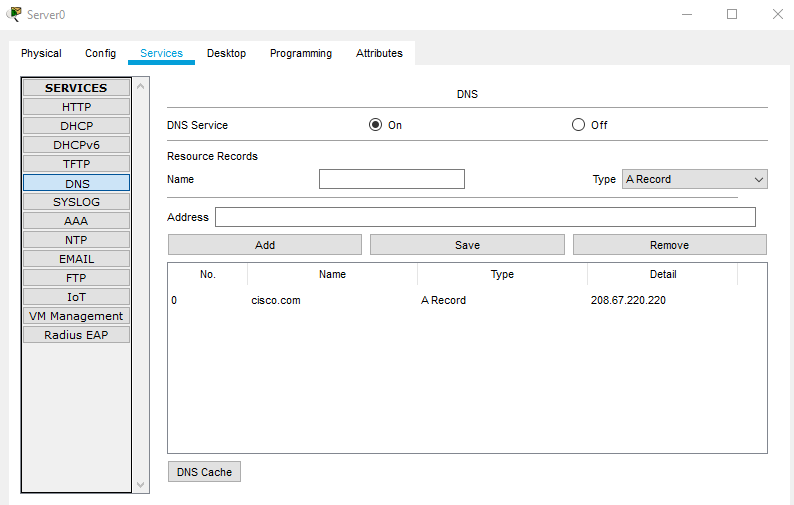 Server0
Physical Config Services Desktop Programming Attributes
SERVICES
HTTP
DHCP
DHCPv6
TFTP
DNS
SYSLOG
AAA
NTP
EMAIL
FTP
IoT
VM Management
Radius EAP
DNS
DNS Service On Off
Resource Records
Name Type A Record
Address
Add Save Remove
No. Name Type Detail
0 cisco.com A Record 208.67.220.220
DNS Cache